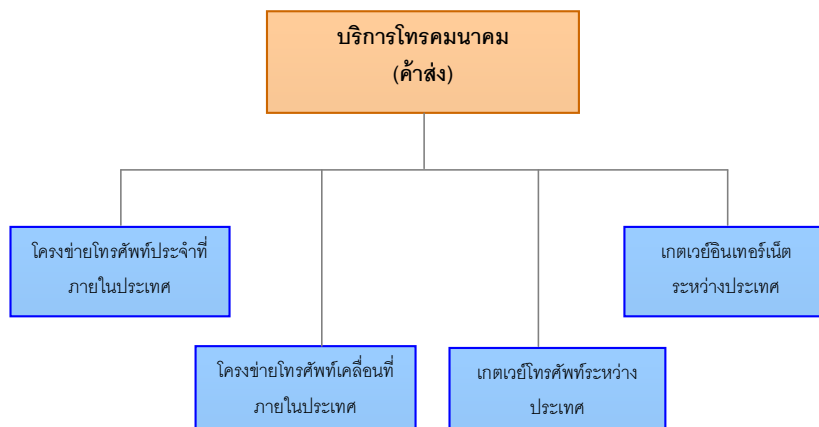 บริการโทรคมนาคม
(ค้าส่ง)
โครงข่ายโทรศัพท์ประจำที่
ภายในประเทศ
เกตเวย์อินเทอร์เน็ต
ระหว่างประเทศ
โครงข่ายโทรศัพท์เคลื่อนที่
ภายในประเทศ
เกตเวย์โทรศัพท์ระหว่าง
ประเทศ